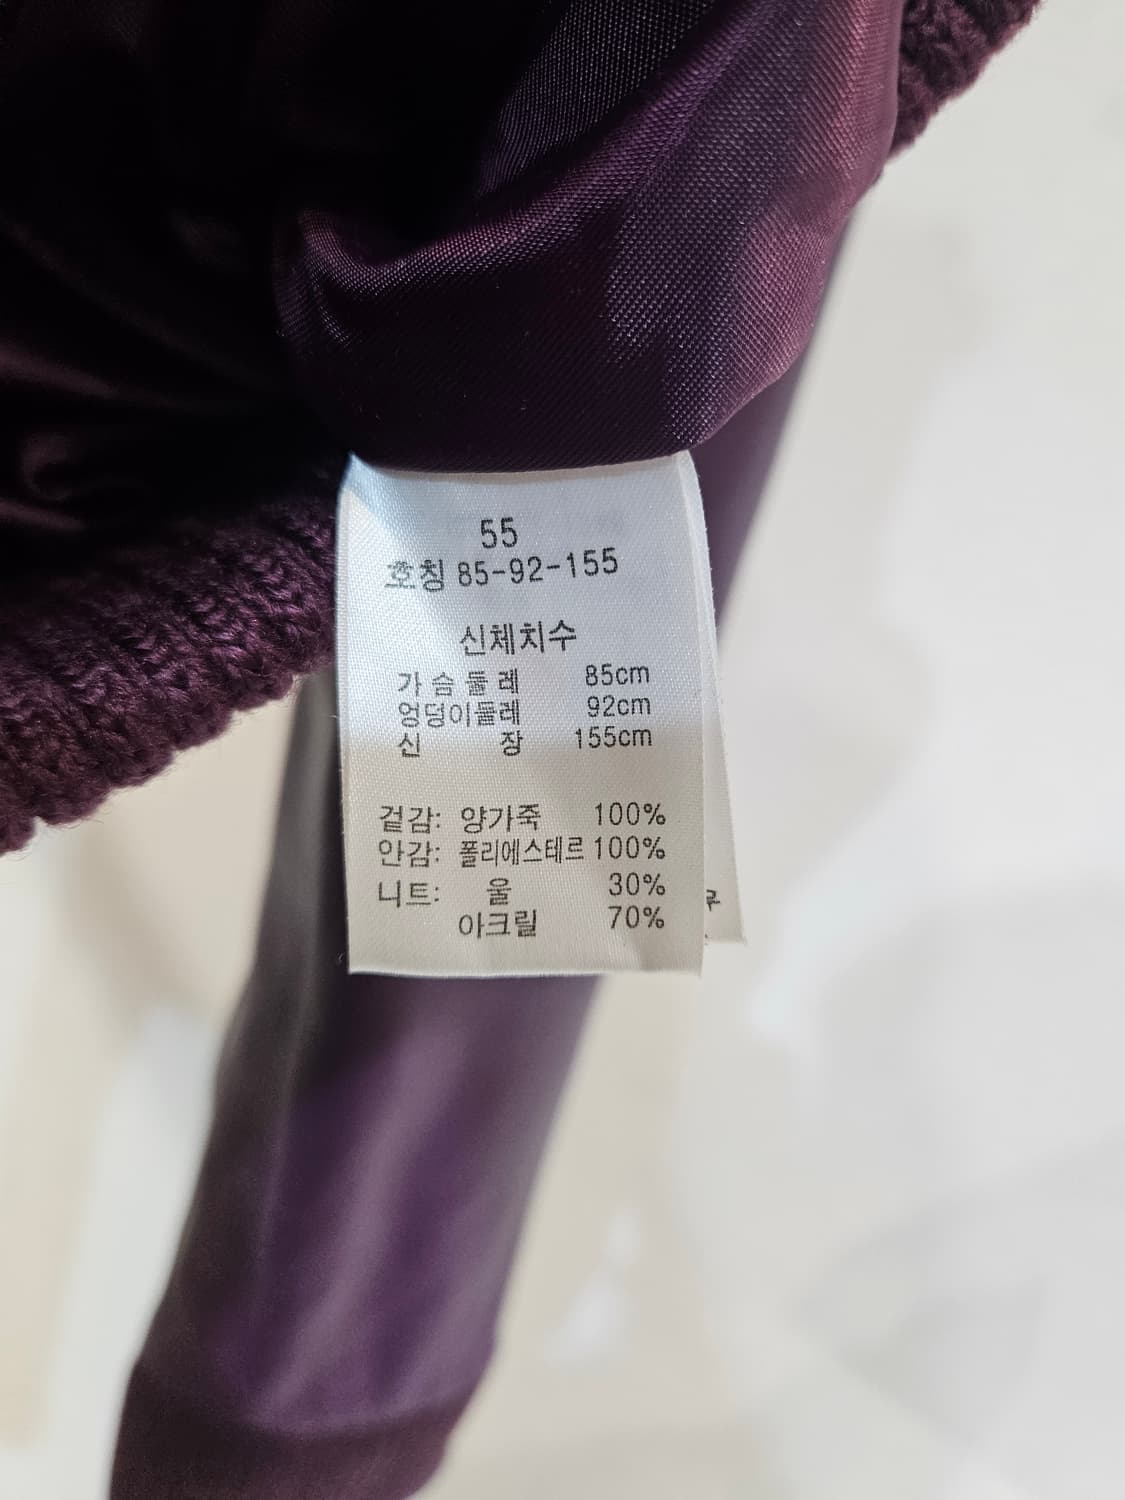 55
호칭 85-92-155
신체치수
가슴둘레 85cm
엉덩이둘레 92cm
신 장 155cm
겉감: 양가죽 100%
안감: 폴리에스테르 100%
니트: 울 30%
아크릴 70%
루